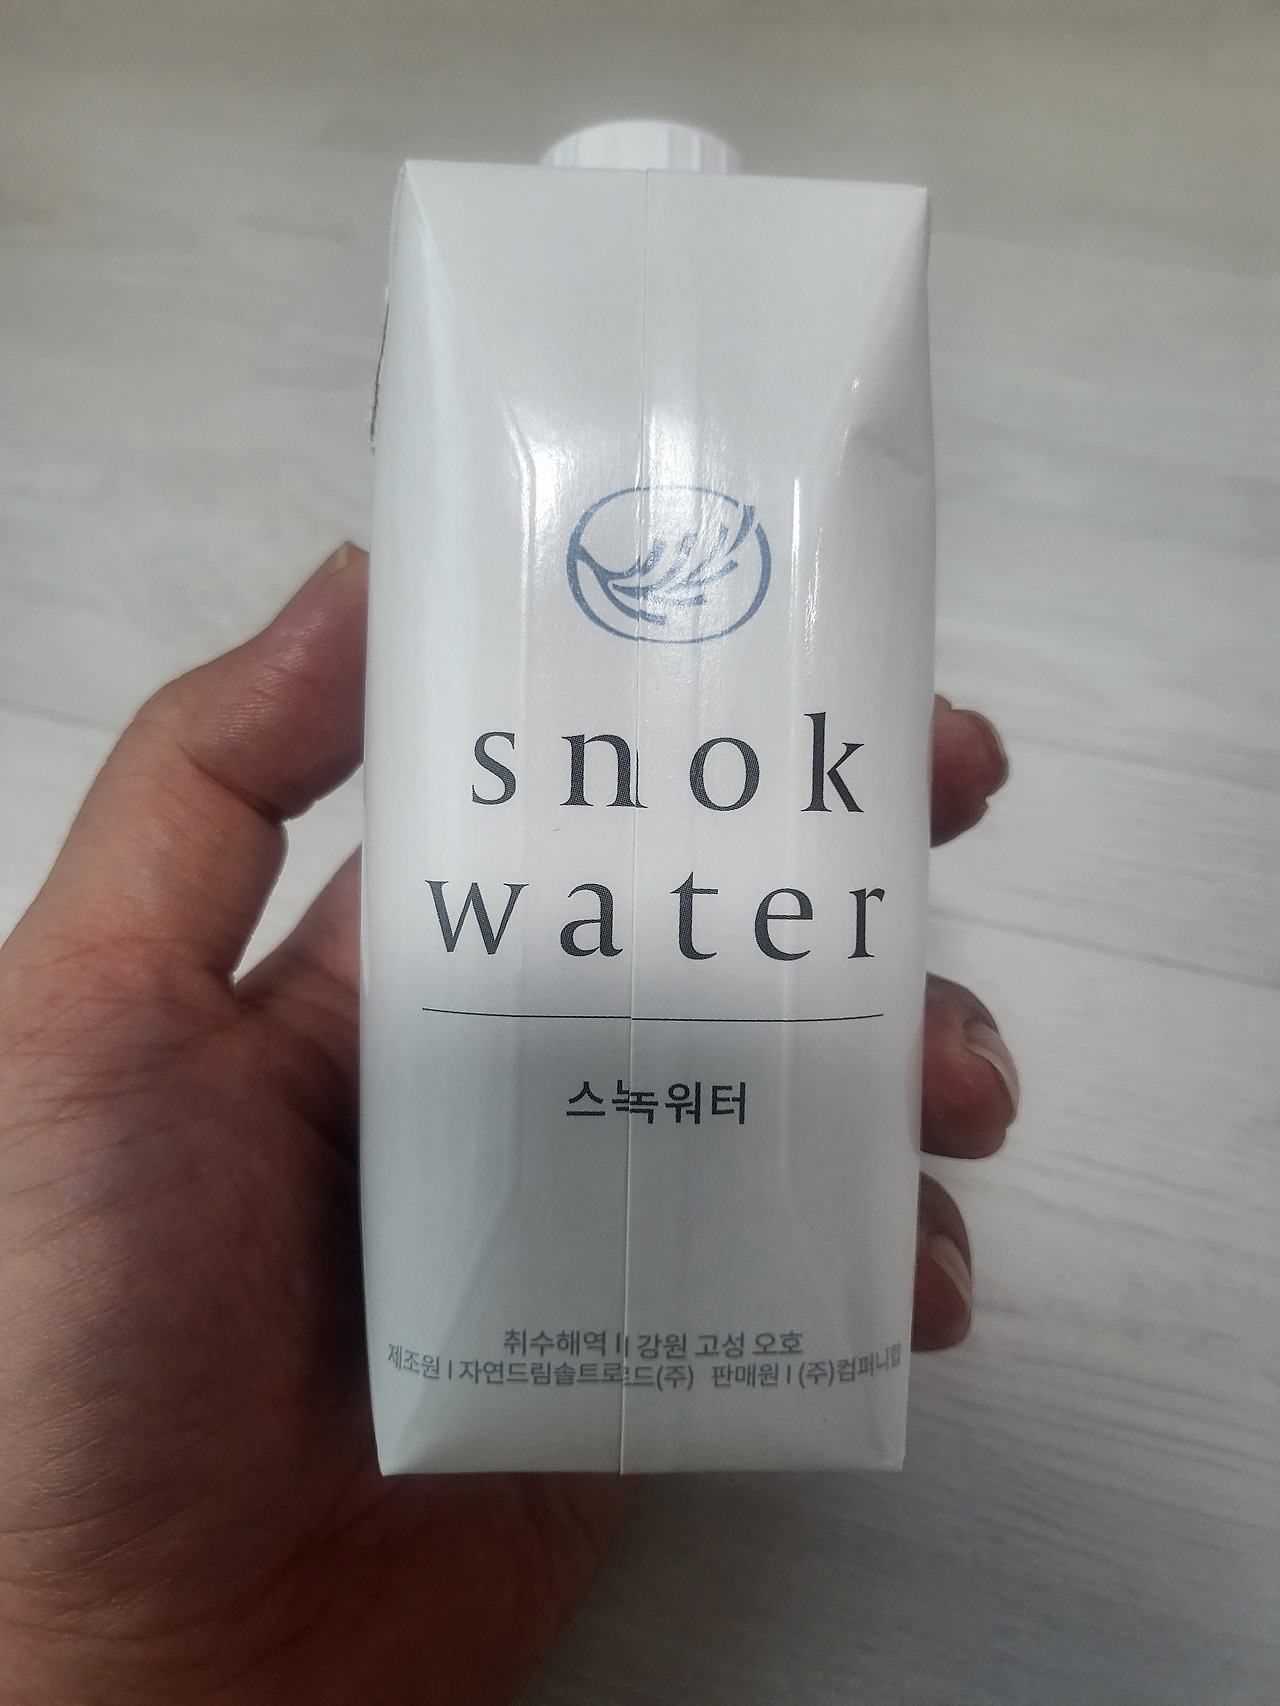 snok
water
스녹워터
취수해역 | 강원 고성 오호
제조원 | 자연드림솔트로드(주) 판매원 | (주)컴퍼니합